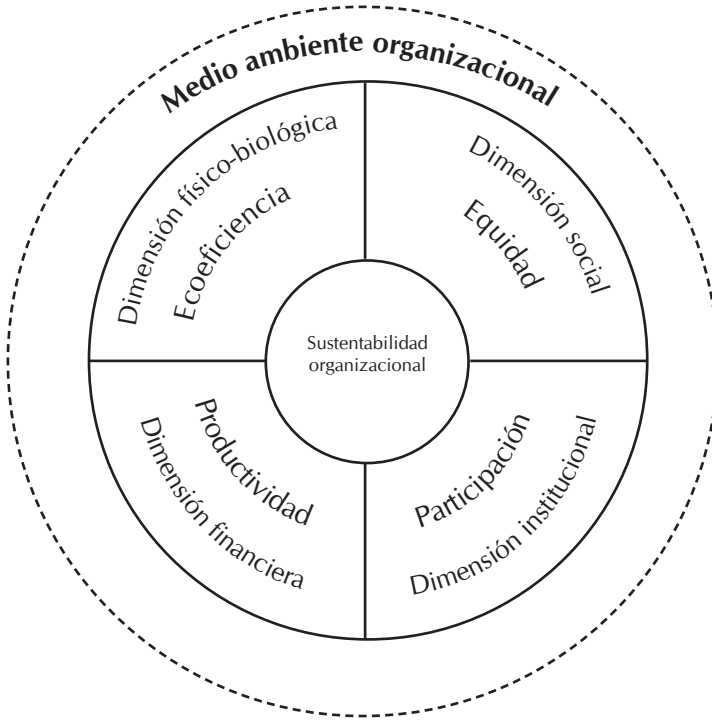 Medio ambiente organizacional
Dimensión físico-biológica
Ecoeficiencia
Dimensión social
Equidad
Sustentabilidad
organizacional
Productividad
Dimensión financiera
Participación
Dimensión institucional